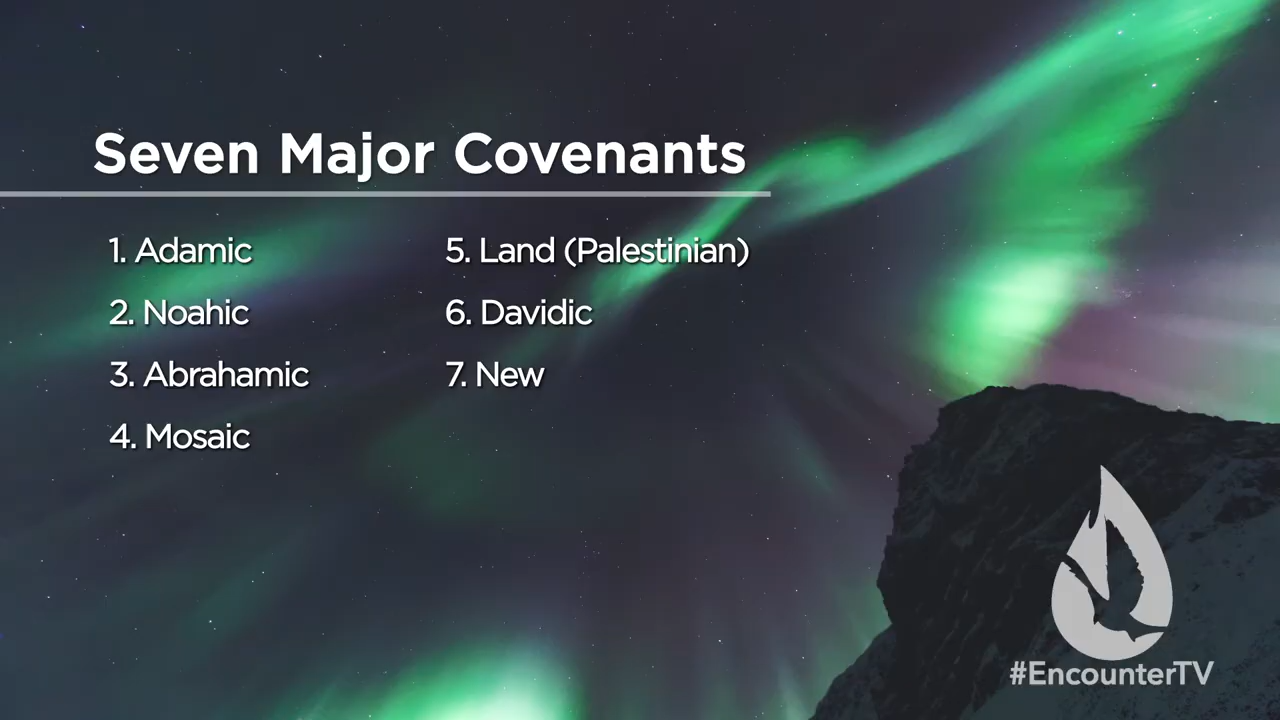 Seven Major Covenants
1. Adamic
2. Noahic
3. Abrahamic
4. Mosaic
5. Land (Palestinian)
6. Davidic
7. New
#EncounterTV